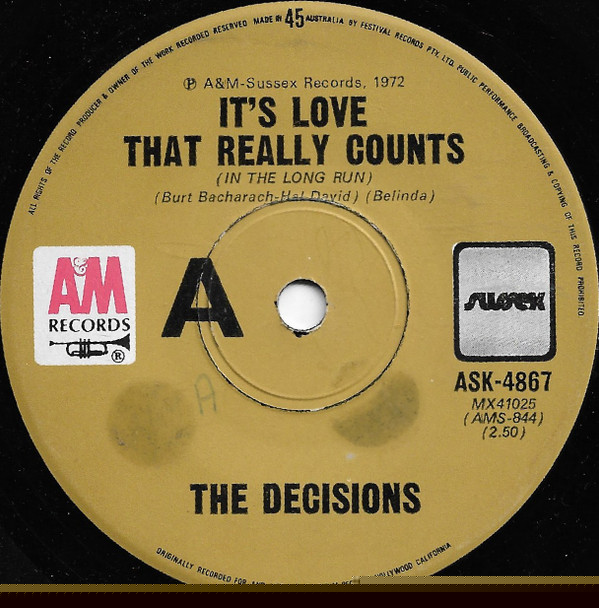 ALL RIGHTS OF THE RECORD PRODUCER & OWNER OF THE WORK RECORDED RESERVED MADE IN 45 AUSTRALIA BY FESTIVAL RECORDS PTY. LTD. PUBLIC PERFORMANCE BROADCASTING & COPYING OF THIS RECORD PROHIBITED
℗ A&M-Sussex Records, 1972
IT'S LOVE
THAT REALLY COUNTS
(IN THE LONG RUN)
(Burt Bacharach-Hal David) (Belinda)
A&M
RECORDS
®
A
SUSSEX
ASK-4867
MX41025
(AMS-844)
(2.50)
A
THE DECISIONS
ORIGINALLY RECORDED FOR AND HOLLYWOOD CALIFORNIA